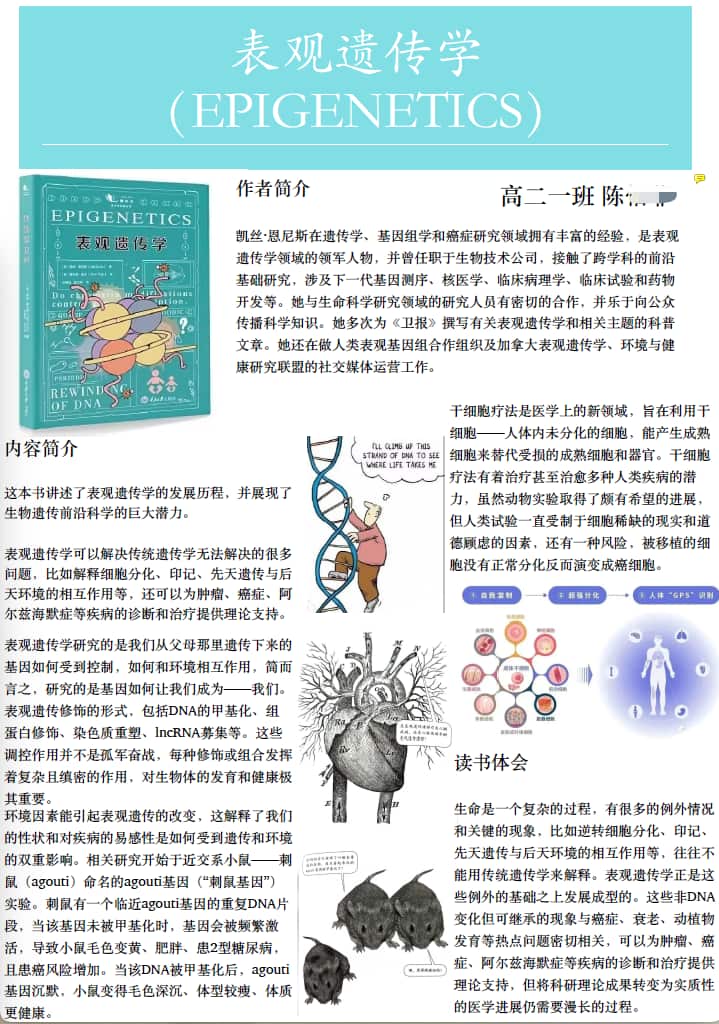 表观遗传学
(EPIGENETICS)
EPIGENETICS
表观遗传学
REWINDING
OF DNA
作者简介
高二一班 陈
凯丝·恩尼斯在遗传学、基因组学和癌症研究领域拥有丰富的经验，是表观
遗传学领域的领军人物，并曾任职于生物技术公司，接触了跨学科的前沿
基础研究，涉及下一代基因测序、核医学、临床病理学、临床试验和药物
开发等。她与生命科学研究领域的研究人员有密切的合作，并乐于向公众
传播科学知识。她多次为《卫报》撰写有关表观遗传学和相关主题的科普
文章。她还在做人类表观基因组合作组织及加拿大表观遗传学、环境与健
康研究联盟的社交媒体运营工作。
内容简介
这本书讲述了表观遗传学的发展历程，并展现了
生物遗传前沿科学的巨大潜力。
表观遗传学可以解决传统遗传学无法解决的很多
问题，比如解释细胞分化、印记、先天遗传与后
天环境的相互作用等，还可以为肿瘤、癌症、阿
尔兹海默症等疾病的诊断和治疗提供理论支持。
表观遗传学研究的是我们从父母那里遗传下来的
基因如何受到控制，如何和环境相互作用，简而
言之，研究的是基因如何让我们成为——我们。
表观遗传修饰的形式，包括DNA的甲基化、组
蛋白修饰、染色质重塑、lncRNA募集等。这些
调控作用并不是孤军奋战，每种修饰或组合发挥
着复杂且缜密的作用，对生物体的发育和健康极
其重要。
环境因素能引起表观遗传的改变，这解释了我们
的性状和对疾病的易感性是如何受到遗传和环境
的双重影响。相关研究开始于近交系小鼠——刺
鼠（agouti）命名的agouti基因（“刺鼠基因”）
实验。刺鼠有一个临近agouti基因的重复DNA片
段，当该基因未被甲基化时，基因会被频繁激
活，导致小鼠毛色变黄、肥胖、患2型糖尿病，
且患癌风险增加。当该DNA被甲基化后，agouti
基因沉默，小鼠变得毛色深沉、体型较瘦、体质
更健康。
I'LL CLIMB UP THIS
STRAND OF DNA TO SEE
WHERE LIFE TAKES ME
干细胞疗法是医学上的新领域，旨在利用干
细胞——人体内未分化的细胞，能产生成熟
细胞来替代受损的成熟细胞和器官。干细胞
疗法有着治疗甚至治愈多种人类疾病的潜
力，虽然动物实验取得了颇有希望的进展，
但人类试验一直受制于细胞稀缺的现实和道
德顾虑的因素，还有一种风险，被移植的细
胞没有正常分化反而演变成癌细胞。
① 自我复制
② 超强分化
③ 人体“GPS”识别
读书体会
生命是一个复杂的过程，有很多的例外情况
和关键的现象，比如逆转细胞分化、印记、
先天遗传与后天环境的相互作用等，往往不
能用传统遗传学来解释。表观遗传学正是这
些例外的基础之上发展成型的。这些非DNA
变化但可继承的现象与癌症、衰老、动植物
发育等热点问题密切相关，可以为肿瘤、癌
症、阿尔兹海默症等疾病的诊断和治疗提供
理论支持，但将科研理论成果转变为实质性
的医学进展仍需要漫长的过程。